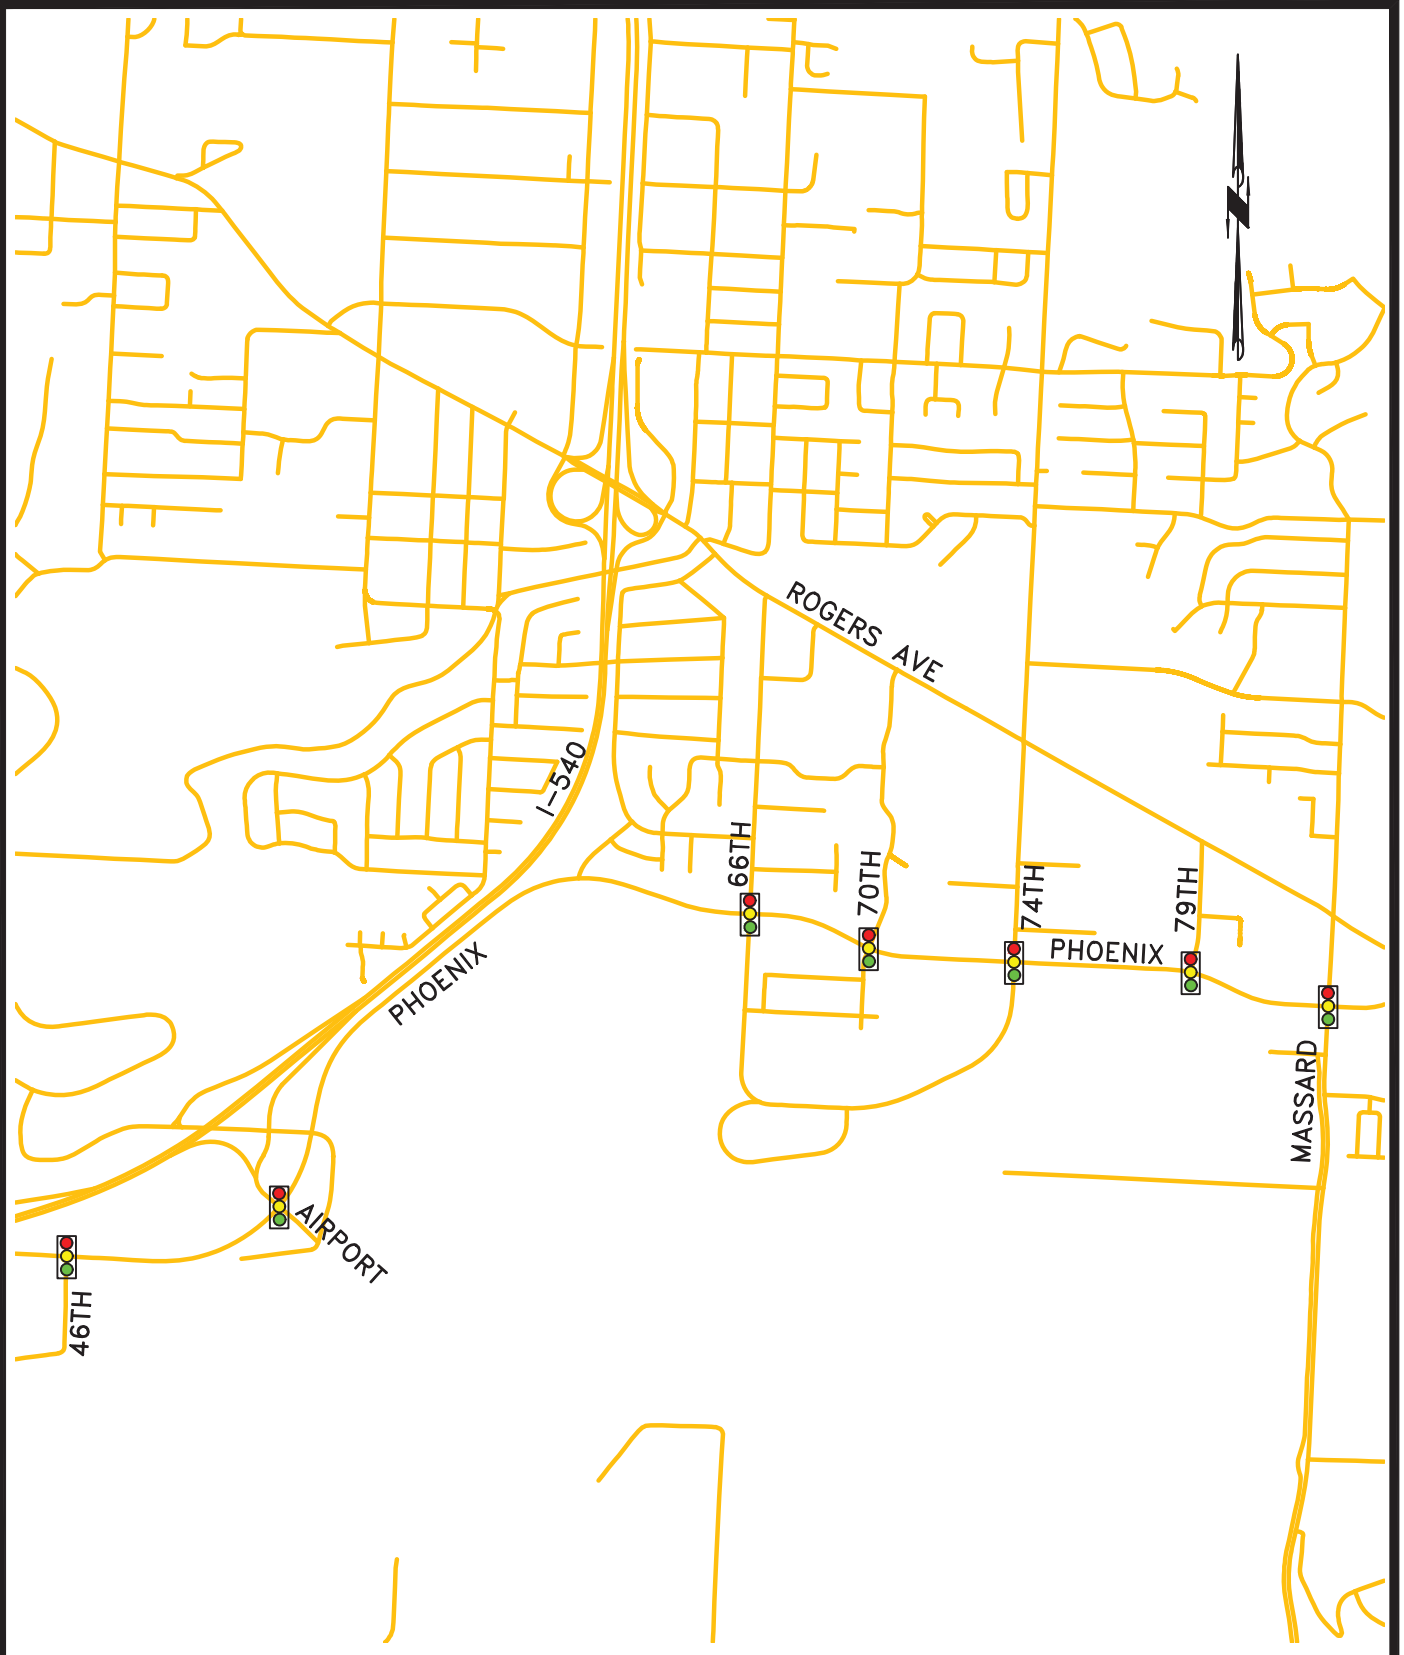 ROGERS AVE
I-540
66TH
70TH
74TH
79TH
PHOENIX
PHOENIX
MASSARD
AIRPORT
46TH
N